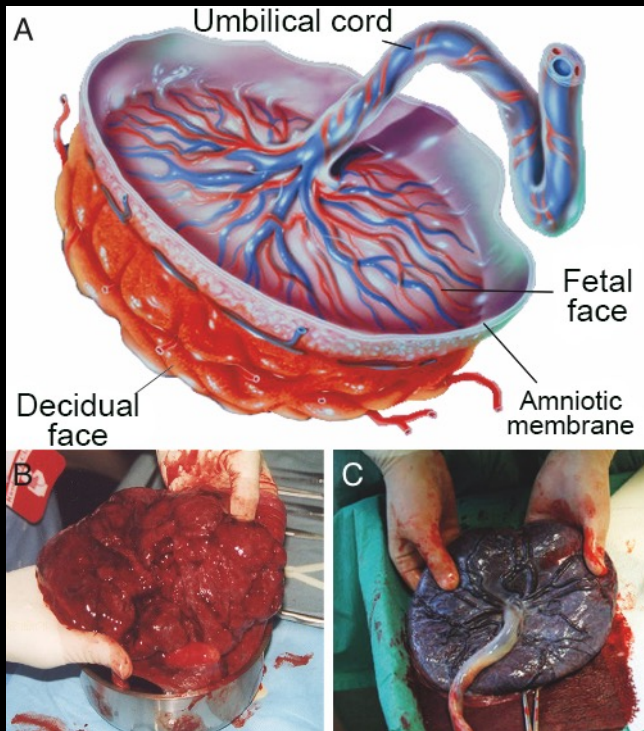 A
Umbilical cord
Fetal
face
Decidual
face
Amniotic
membrane
B
C